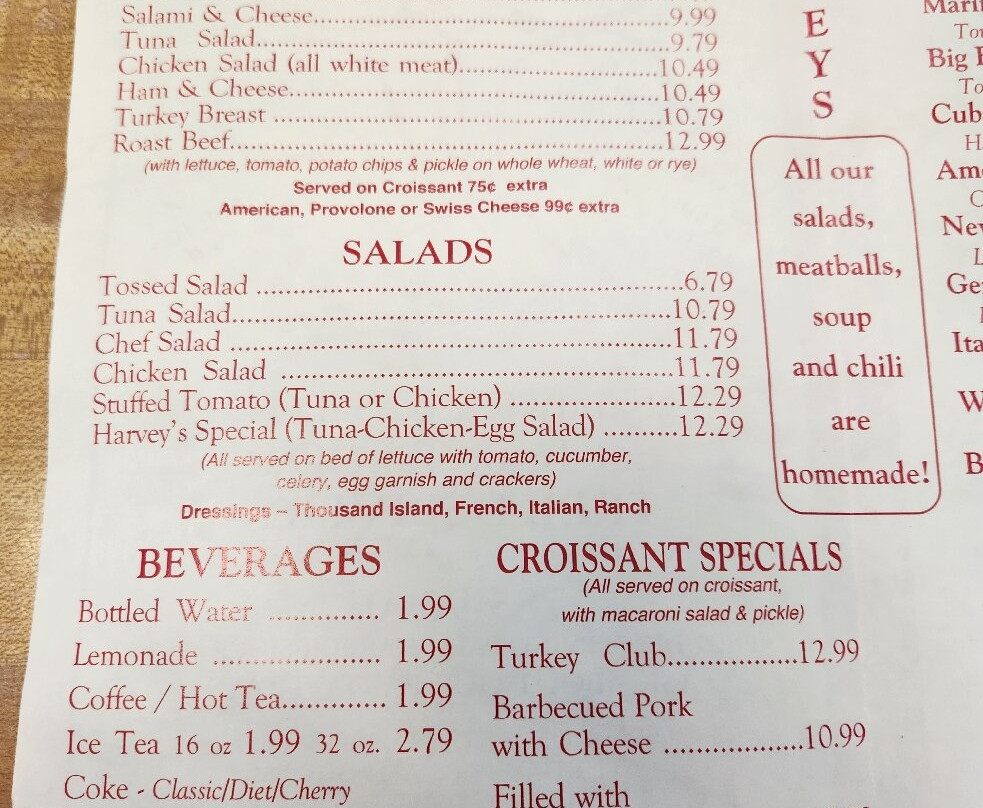 Salami & Cheese..................................................9.99
Tuna Salad..................................................9.79
Chicken Salad (all white meat)..............................10.49
Ham & Cheese..................................................10.49
Turkey Breast ..................................................10.79
Roast Beef..................................................12.99
(with lettuce, tomato, potato chips & pickle on whole wheat, white or rye)
Served on Croissant 75¢ extra
American, Provolone or Swiss Cheese 99¢ extra
SALADS
Tossed Salad ..................................................6.79
Tuna Salad..................................................10.79
Chef Salad ..................................................11.79
Chicken Salad ..................................................11.79
Stuffed Tomato (Tuna or Chicken) ....................12.29
Harvey's Special (Tuna-Chicken-Egg Salad) ..........12.29
(All served on bed of lettuce with tomato, cucumber,
celery, egg garnish and crackers)
Dressings – Thousand Island, French, Italian, Ranch
BEVERAGES
Bottled Water ............... 1.99
Lemonade ...................... 1.99
Coffee / Hot Tea............. 1.99
Ice Tea 16 oz 1.99 32 oz. 2.79
Coke - Classic/Diet/Cherry
CROISSANT SPECIALS
(All served on croissant,
with macaroni salad & pickle)
Turkey Club.................12.99
Barbecued Pork
with Cheese ..................10.99
Filled with
E
Y
S
All our
salads,
meatballs,
soup
and chili
are
homemade!
Big
Cub